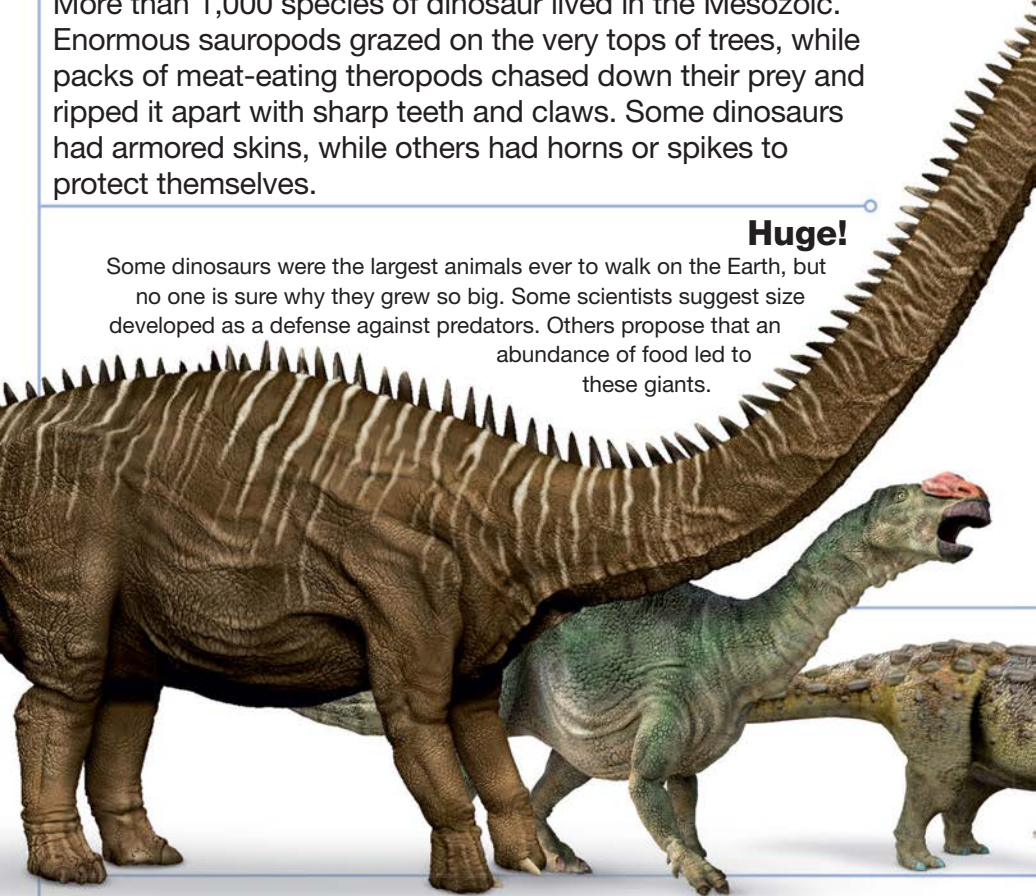 More than 1,000 species of dinosaur lived in the Mesozoic.
Enormous sauropods grazed on the very tops of trees, while
packs of meat-eating theropods chased down their prey and
ripped it apart with sharp teeth and claws. Some dinosaurs
had armored skins, while others had horns or spikes to
protect themselves.
Huge!
Some dinosaurs were the largest animals ever to walk on the Earth, but
no one is sure why they grew so big. Some scientists suggest size
developed as a defense against predators. Others propose that an
abundance of food led to
these giants.